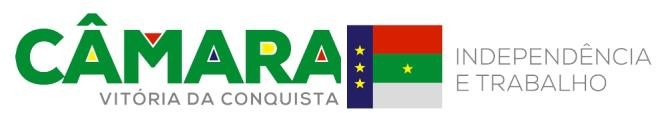 CÂMARA
VITÓRIA DA CONQUISTA
INDEPENDÊNCIA
E TRABALHO